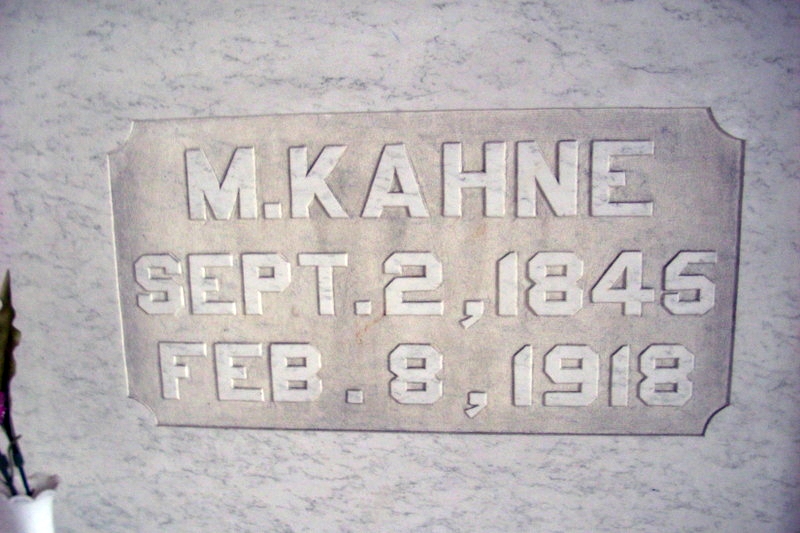 M. KAHNE
SEPT. 2, 1845
FEB. 8, 1918